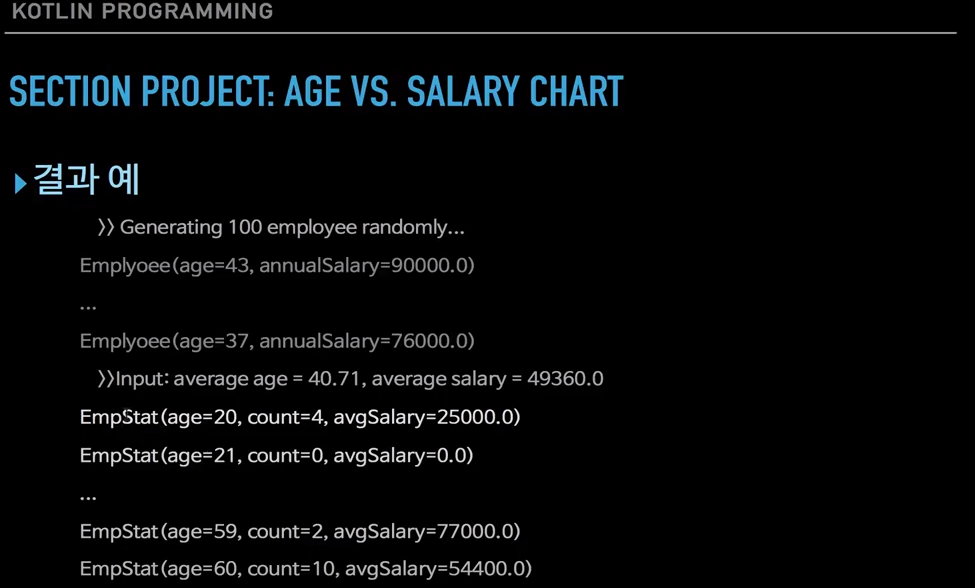 KOTLIN PROGRAMMING
SECTION PROJECT: AGE VS. SALARY CHART
결과 예
>> Generating 100 employee randomly...
Emplyoee(age=43, annualSalary=90000.0)
...
Emplyoee(age=37, annualSalary=76000.0)
>>Input: average age = 40.71, average salary = 49360.0
EmpStat(age=20, count=4, avgSalary=25000.0)
EmpStat(age=21, count=0, avgSalary=0.0)
...
EmpStat(age=59, count=2, avgSalary=77000.0)
EmpStat(age=60, count=10, avgSalary=54400.0)